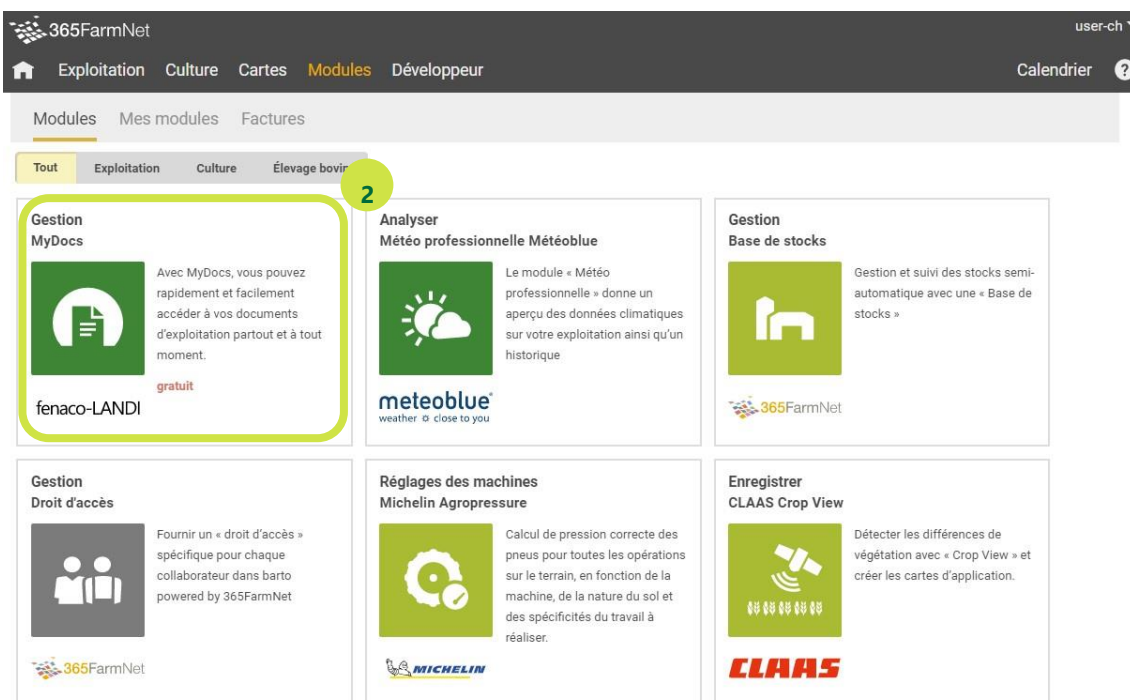 365FarmNet
user-ch
Exploitation Culture Cartes Modules Développeur
Calendrier ?
Modules Mes modules Factures
Tout Exploitation Culture Élevage bovin
2
Gestion
MyDocs
Avec MyDocs, vous pouvez
rapidement et facilement
accéder à vos documents
d'exploitation partout et à tout
moment.
gratuit
fenaco-LANDI
Analyser
Météo professionnelle Météoblue
Le module « Météo
professionnelle » donne un
aperçu des données climatiques
sur votre exploitation ainsi qu'un
historique
meteoblue®
weather close to you
Gestion
Base de stocks
Gestion et suivi des stocks semi-
automatique avec une « Base de
stocks »
365FarmNet
Gestion
Droit d'accès
Fournir un « droit d'accès »
spécifique pour chaque
collaborateur dans barto
powered by 365FarmNet
365FarmNet
Réglages des machines
Michelin Agropressure
Calcul de pression correcte des
pneus pour toutes les opérations
sur le terrain, en fonction de la
machine, de la nature du sol et
des spécificités du travail à
réaliser.
MICHELIN
Enregistrer
CLAAS Crop View
Détecter les différences de
végétation avec « Crop View » et
créer les cartes d'application.
CLAAS